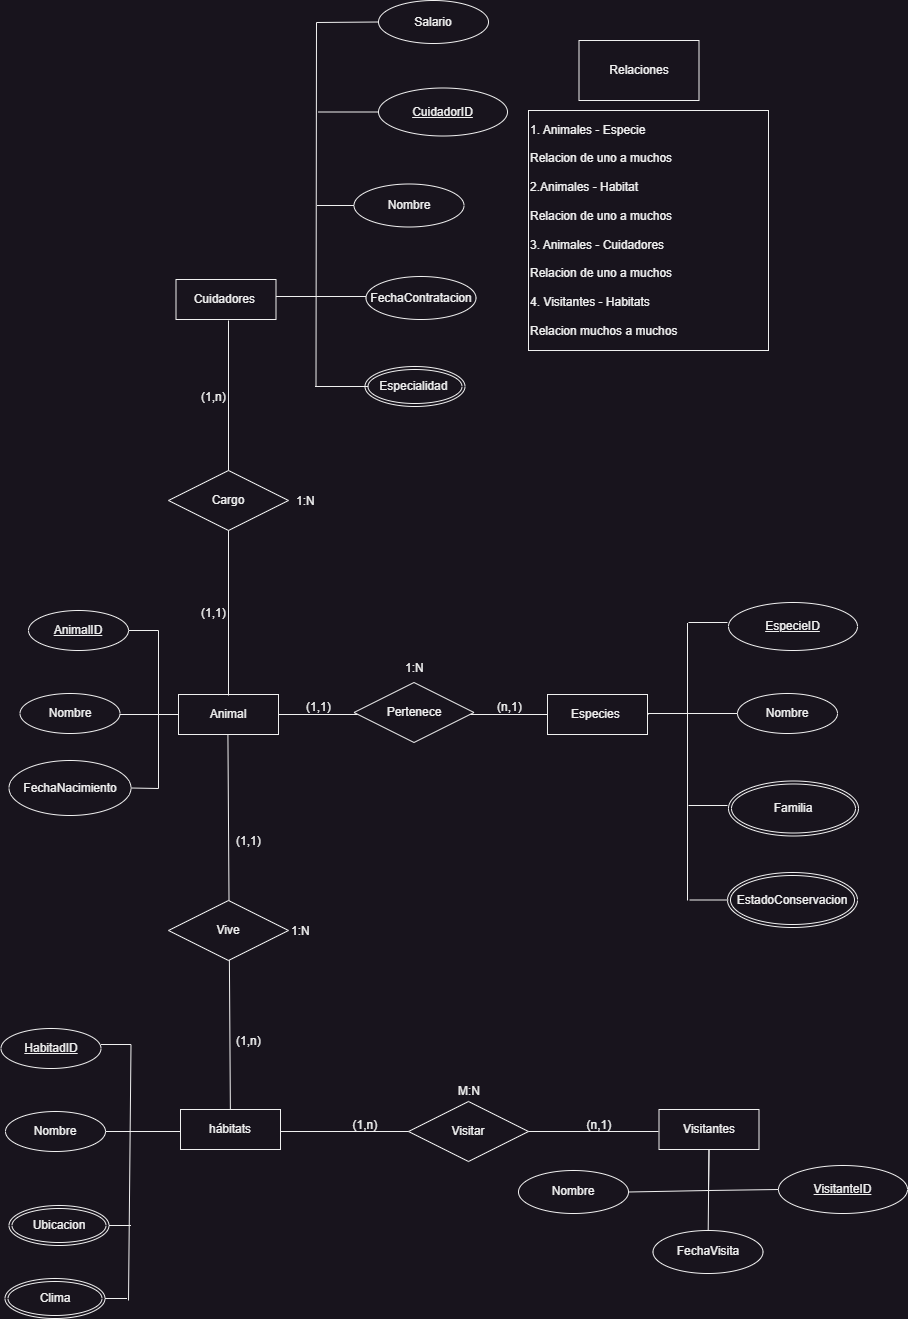 Salario
Relaciones
CuidadorID
1. Animales - Especie
Relacion de uno a muchos
2.Animales - Habitat
Relacion de uno a muchos
3. Animales - Cuidadores
Relacion de uno a muchos
4. Visitantes - Habitats
Relacion muchos a muchos
Nombre
Cuidadores
FechaContratacion
Especialidad
(1,n)
Cargo
1:N
(1,1)
AnimalID
EspecieID
1:N
Nombre
Animal
(1,1)
Pertenece
(n,1)
Especies
Nombre
FechaNacimiento
Familia
(1,1)
EstadoConservacion
Vive
1:N
(1,n)
HabitadID
M:N
Nombre
hábitats
(1,n)
Visitar
(n,1)
Visitantes
Nombre
VisitanteID
Ubicacion
FechaVisita
Clima